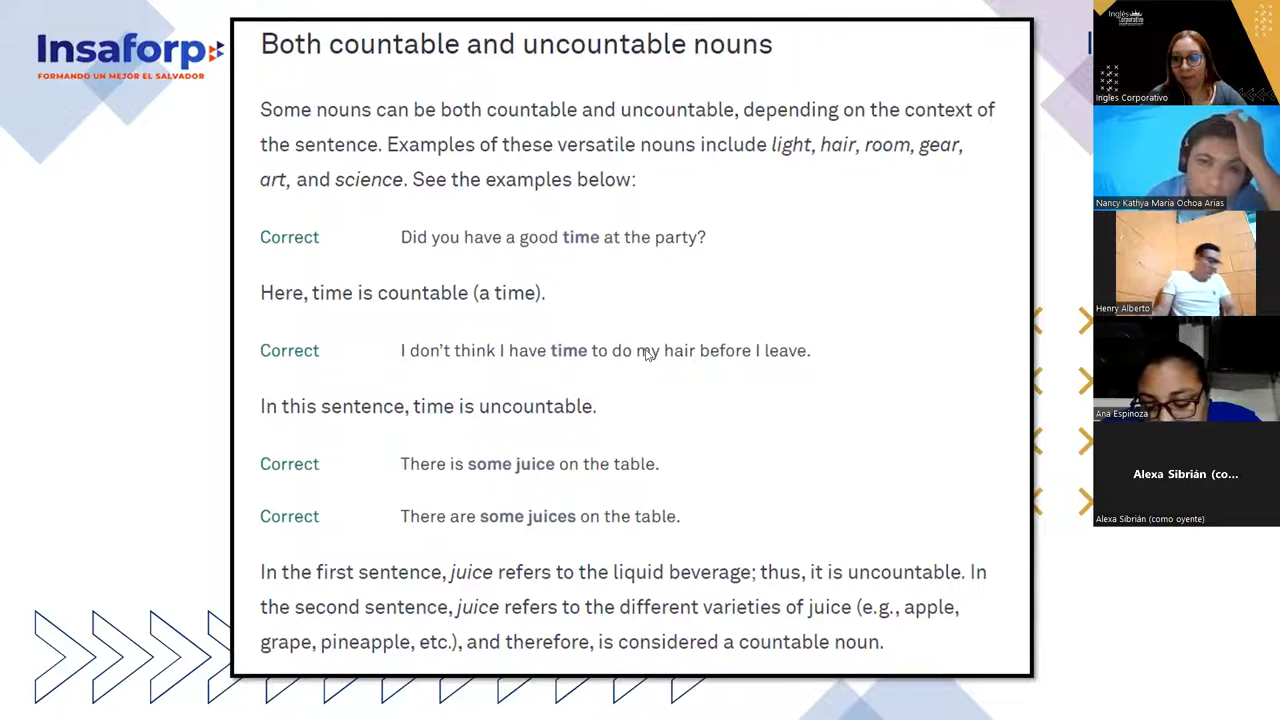 Insaforp
FORMANDO UN MEJOR EL SALVADOR
Both countable and uncountable nouns
Some nouns can be both countable and uncountable, depending on the context of
the sentence. Examples of these versatile nouns include light, hair, room, gear,
art, and science. See the examples below:
Correct Did you have a good time at the party?
Here, time is countable (a time).
Correct I don’t think I have time to do my hair before I leave.
In this sentence, time is uncountable.
Correct There is some juice on the table.
Correct There are some juices on the table.
In the first sentence, juice refers to the liquid beverage; thus, it is uncountable. In
the second sentence, juice refers to the different varieties of juice (e.g., apple,
grape, pineapple, etc.), and therefore, is considered a countable noun.
Inglés
Corporativo
Ingles Corporativo
Nancy Kathya María Ochoa Arias
Henry Alberto
Ana Espinoza
Alexa Sibrián (co...
Alexa Sibrián (como oyente)